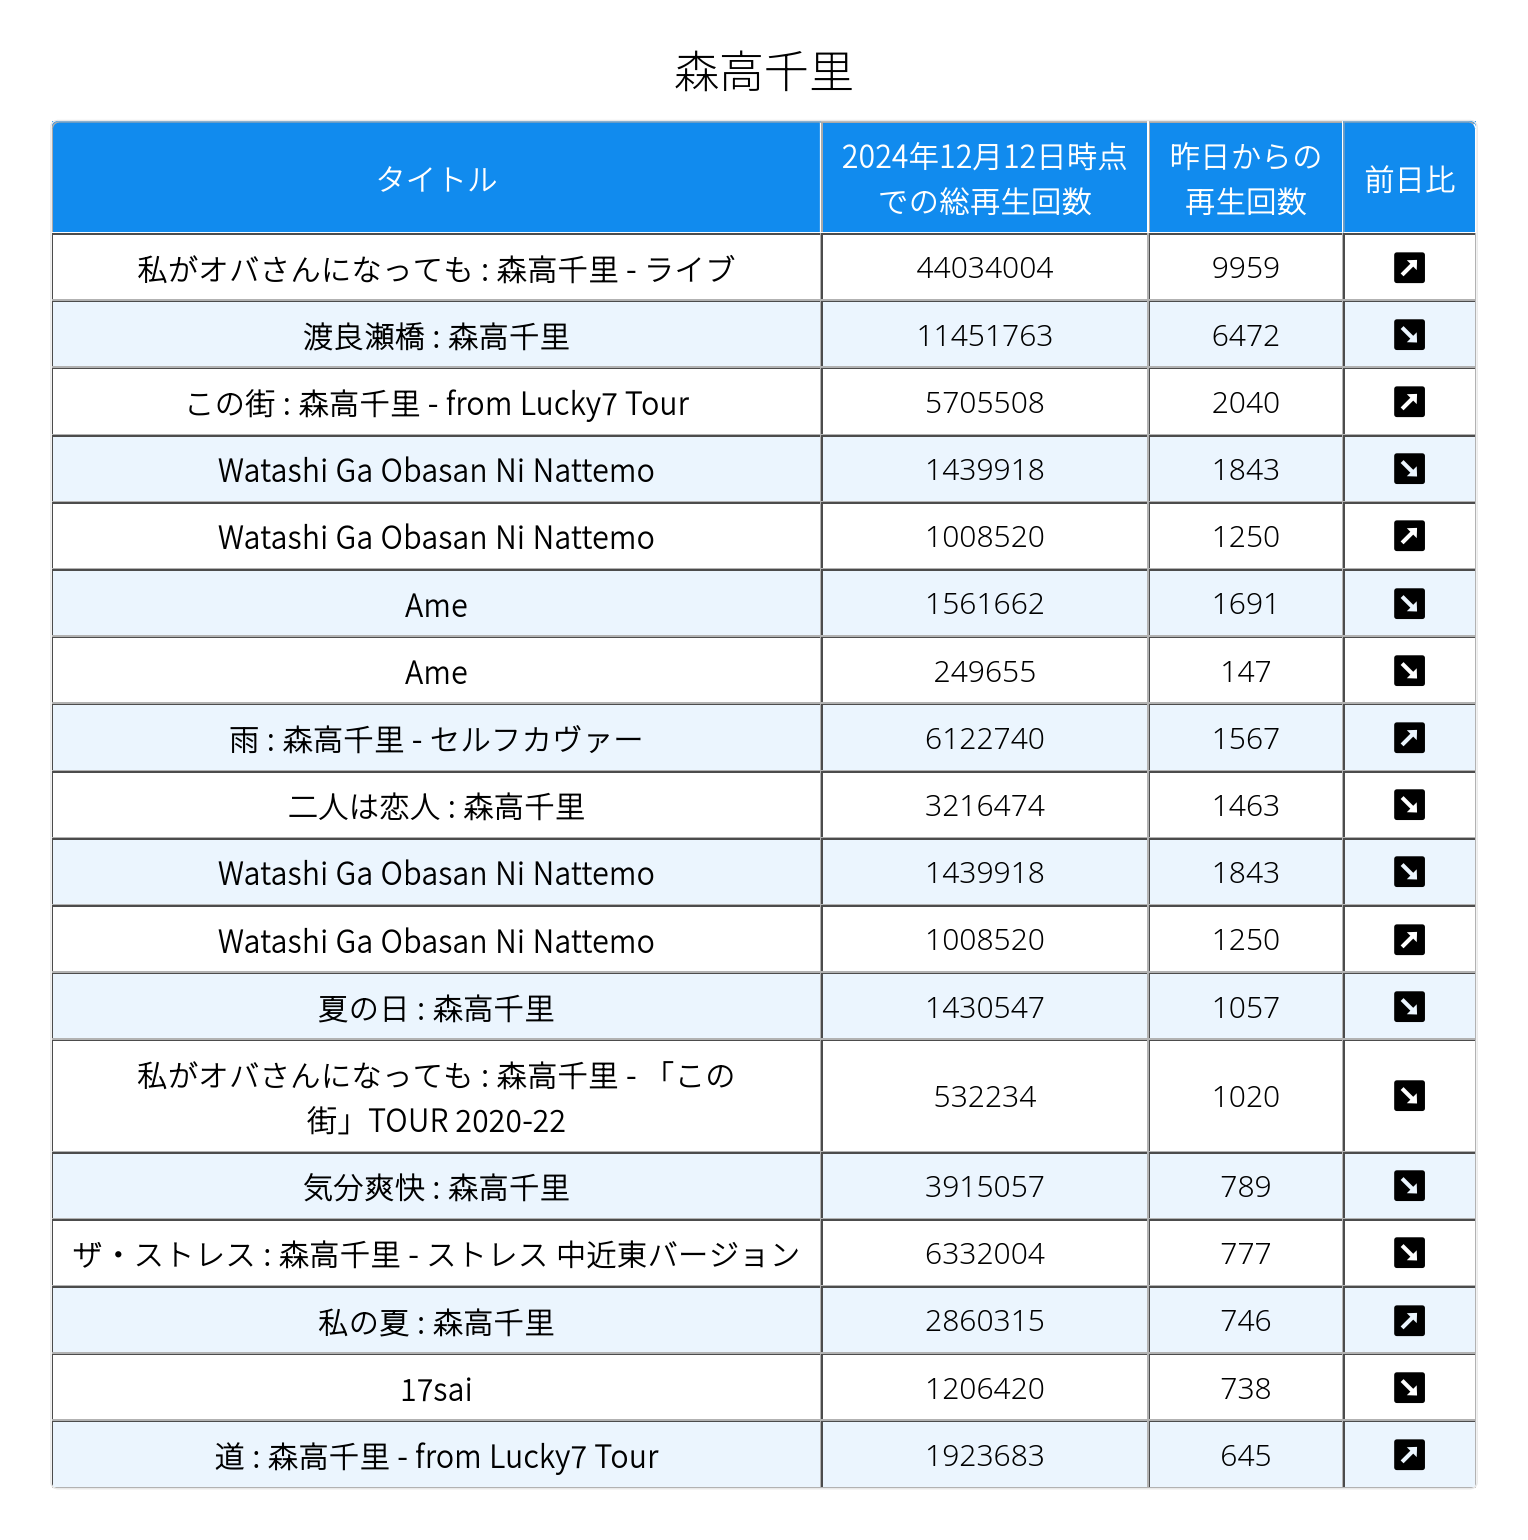 森高千里
タイトル
2024年12月12日時点
での総再生回数
昨日からの
再生回数
前日比
私がオバさんになっても : 森高千里 - ライブ 44034004 9959
渡良瀬橋 : 森高千里 11451763 6472
この街 : 森高千里 - from Lucky7 Tour 5705508 2040
Watashi Ga Obasan Ni Nattemo 1439918 1843
Watashi Ga Obasan Ni Nattemo 1008520 1250
Ame 1561662 1691
Ame 249655 147
雨 : 森高千里 - セルフカヴァー 6122740 1567
二人は恋人 : 森高千里 3216474 1463
Watashi Ga Obasan Ni Nattemo 1439918 1843
Watashi Ga Obasan Ni Nattemo 1008520 1250
夏の日 : 森高千里 1430547 1057
私がオバさんになっても : 森高千里 - 「この
街」TOUR 2020-22 532234 1020
気分爽快 : 森高千里 3915057 789
ザ・ストレス : 森高千里 - ストレス 中近東バージョン 6332004 777
私の夏 : 森高千里 2860315 746
17sai 1206420 738
道 : 森高千里 - from Lucky7 Tour 1923683 645